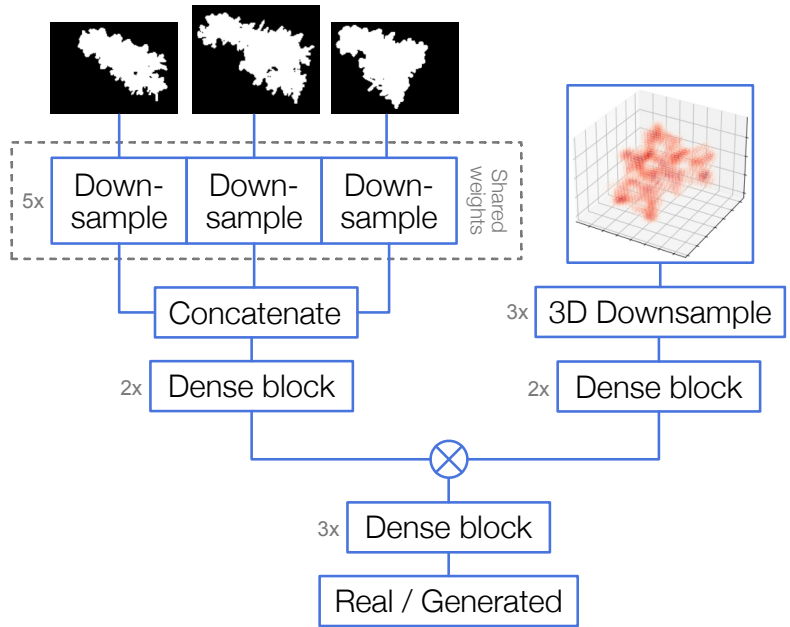 5x
Down-
sample
Down-
sample
Down-
sample
Shared
weights
Concatenate
2x
Dense block
3x
3D Downsample
2x
Dense block
3x
Dense block
Real / Generated